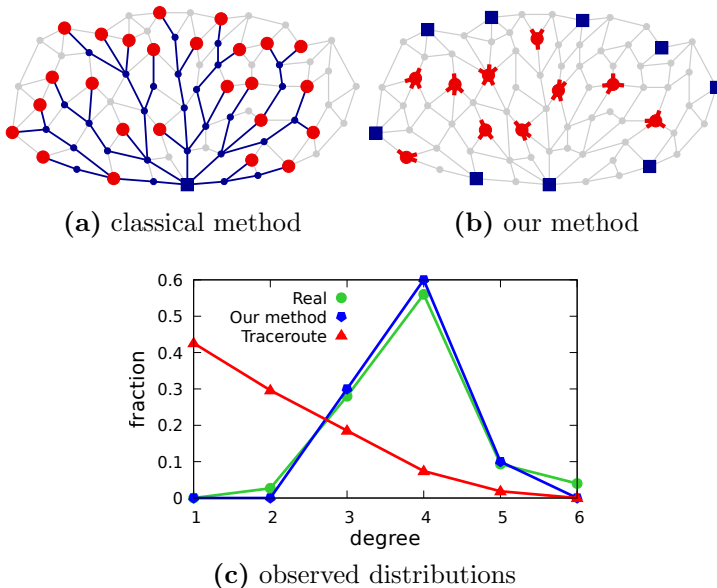 (a) classical method
(b) our method
0.6
0.5
0.4
0.3
0.2
0.1
0
fraction
Real
Our method
Traceroute
1 2 3 4 5 6
degree
(c) observed distributions